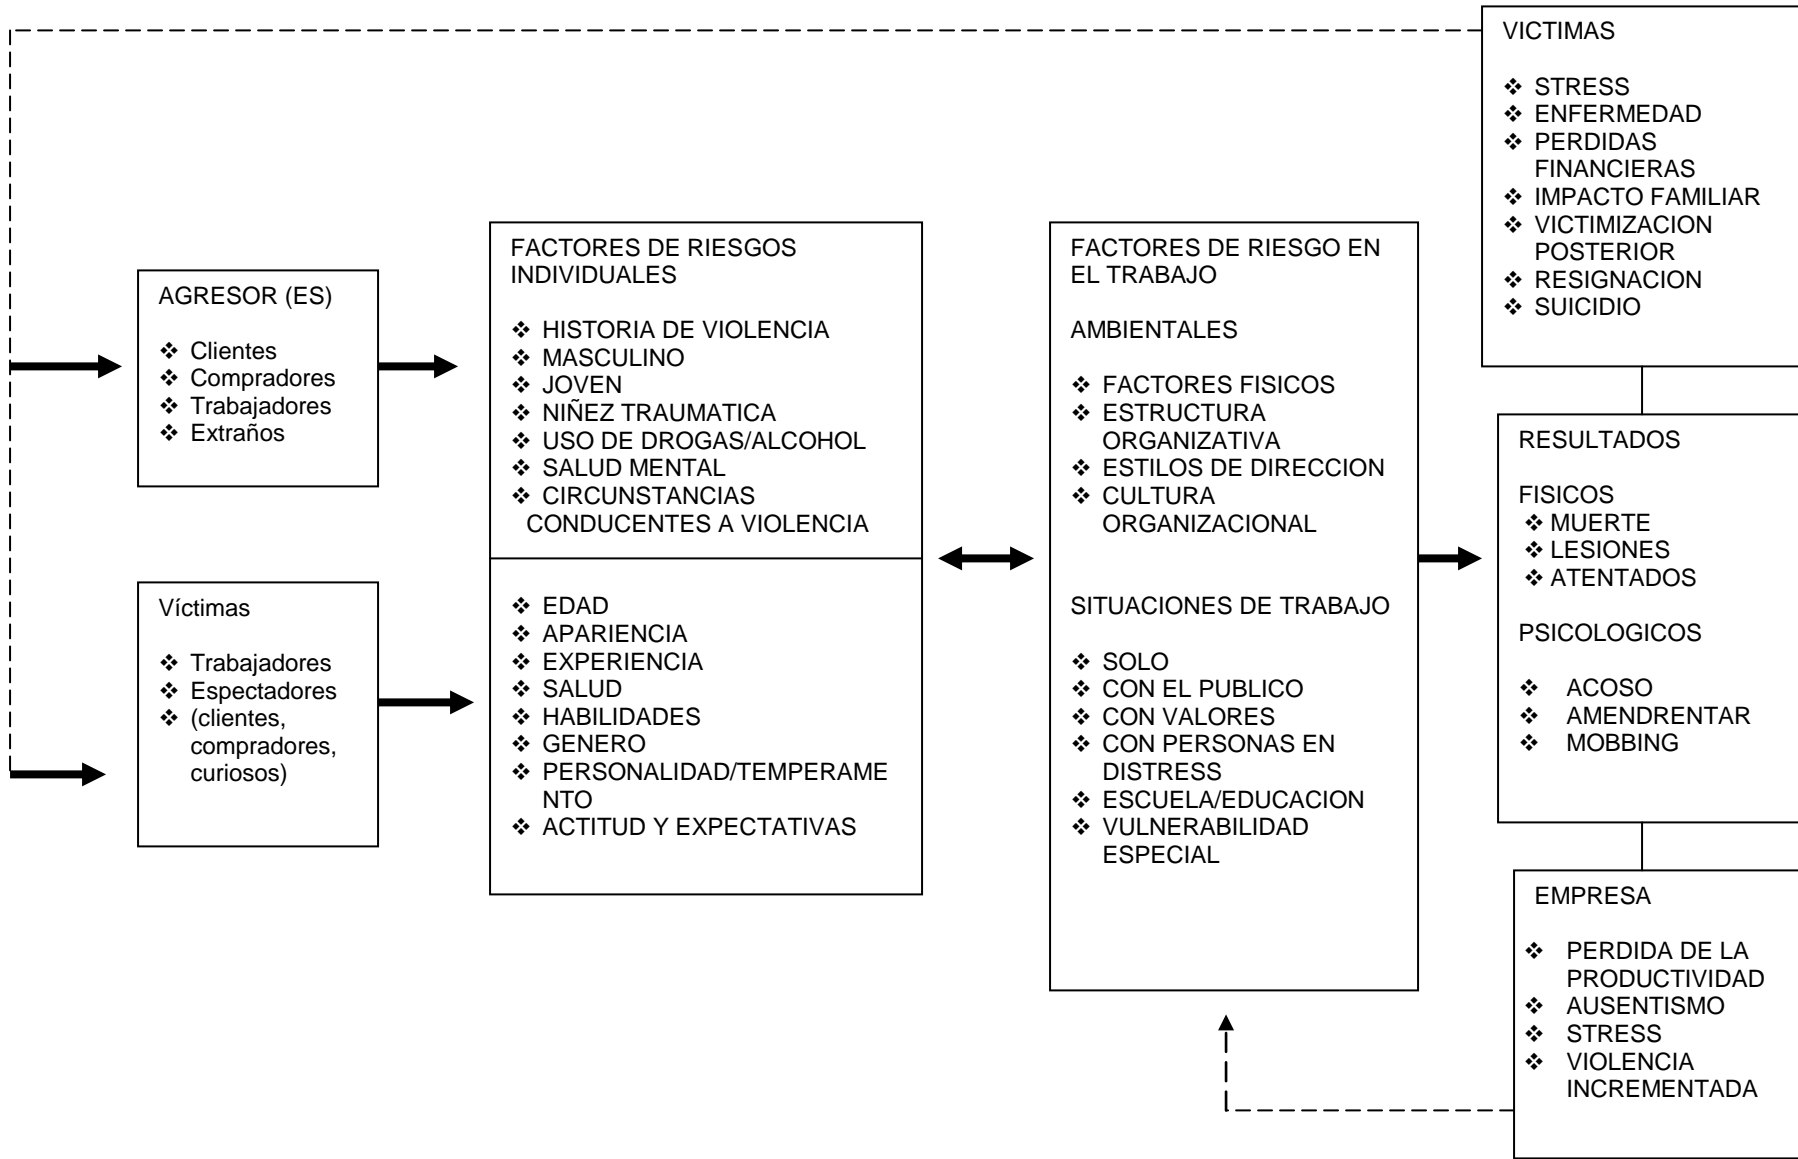 AGRESOR (ES)
❖ Clientes
❖ Compradores
❖ Trabajadores
❖ Extraños
Víctimas
❖ Trabajadores
❖ Espectadores
❖ (clientes,
compradores,
curiosos)
FACTORES DE RIESGOS
INDIVIDUALES
❖ HISTORIA DE VIOLENCIA
❖ MASCULINO
❖ JOVEN
❖ NIÑEZ TRAUMATICA
❖ USO DE DROGAS/ALCOHOL
❖ SALUD MENTAL
❖ CIRCUNSTANCIAS
CONDUCENTES A VIOLENCIA
❖ EDAD
❖ APARIENCIA
❖ EXPERIENCIA
❖ SALUD
❖ HABILIDADES
❖ GENERO
❖ PERSONALIDAD/TEMPERAME
NTO
❖ ACTITUD Y EXPECTATIVAS
FACTORES DE RIESGO EN
EL TRABAJO
AMBIENTALES
❖ FACTORES FISICOS
❖ ESTRUCTURA
ORGANIZATIVA
❖ ESTILOS DE DIRECCION
❖ CULTURA
ORGANIZACIONAL
SITUACIONES DE TRABAJO
❖ SOLO
❖ CON EL PUBLICO
❖ CON VALORES
❖ CON PERSONAS EN
DISTRESS
❖ ESCUELA/EDUCACION
❖ VULNERABILIDAD
ESPECIAL
VICTIMAS
❖ STRESS
❖ ENFERMEDAD
❖ PERDIDAS
FINANCIERAS
❖ IMPACTO FAMILIAR
❖ VICTIMIZACION
POSTERIOR
❖ RESIGNACION
❖ SUICIDIO
RESULTADOS
FISICOS
❖ MUERTE
❖ LESIONES
❖ ATENTADOS
PSICOLOGICOS
❖ ACOSO
❖ AMENDRENTAR
❖ MOBBING
EMPRESA
❖ PERDIDA DE LA
PRODUCTIVIDAD
❖ AUSENTISMO
❖ STRESS
❖ VIOLENCIA
INCREMENTADA